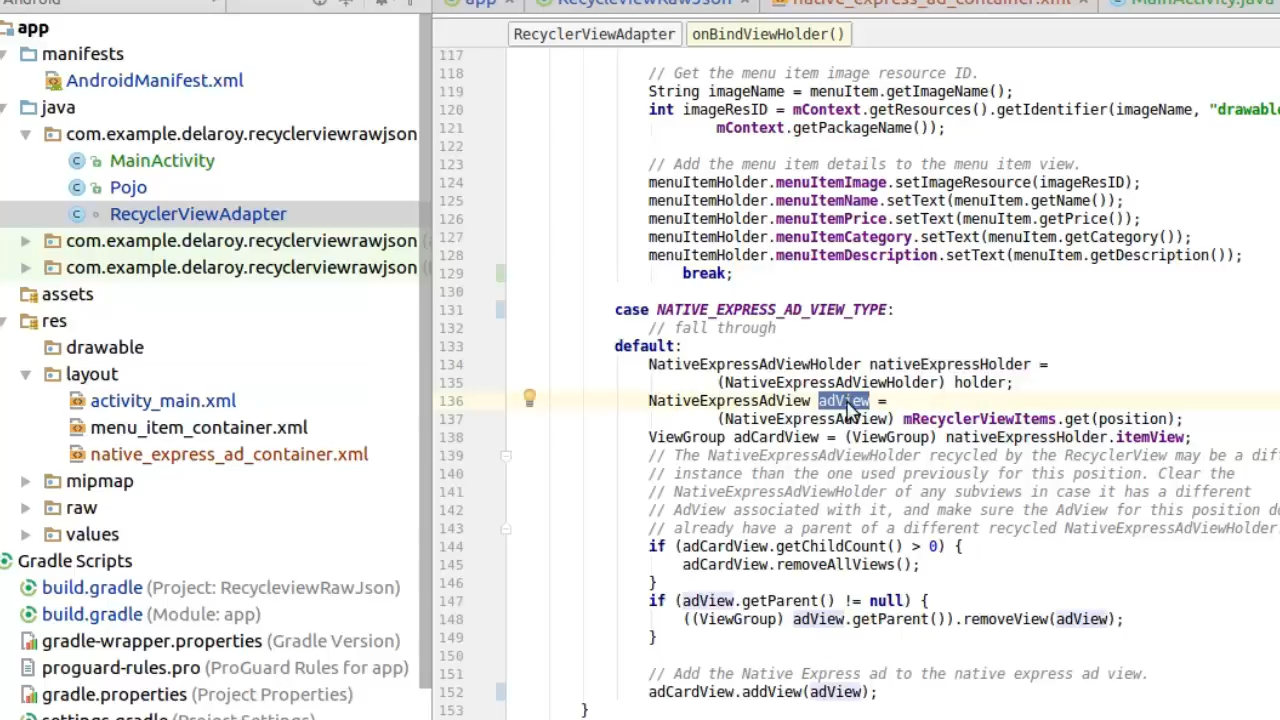 Android
app
manifests
AndroidManifest.xml
java
com.example.delaroy.recyclerviewrawjson
MainActivity
Pojo
RecyclerViewAdapter
com.example.delaroy.recyclerviewrawjson
com.example.delaroy.recyclerviewrawjson
assets
res
drawable
layout
activity_main.xml
menu_item_container.xml
native_express_ad_container.xml
mipmap
raw
values
Gradle Scripts
build.gradle (Project: RecycleviewRawJson)
build.gradle (Module: app)
gradle-wrapper.properties (Gradle Version)
proguard-rules.pro (ProGuard Rules for app)
gradle.properties (Project Properties)
settings.gradle (Project Settings)
app RecycleviewRawJson native_express_ad_container.xml MainActivity.java
RecyclerViewAdapter onBindViewHolder()
117
118 // Get the menu item image resource ID.
119 String imageName = menuItem.getImageName();
120 int imageResID = mContext.getResources().getIdentifier(imageName, "drawable
121 mContext.getPackageName());
122
123 // Add the menu item details to the menu item view.
124 menuItemHolder.menuItemImage.setImageResource(imageResID);
125 menuItemHolder.menuItemName.setText(menuItem.getName());
126 menuItemHolder.menuItemPrice.setText(menuItem.getPrice());
127 menuItemHolder.menuItemCategory.setText(menuItem.getCategory());
128 menuItemHolder.menuItemDescription.setText(menuItem.getDescription());
129 break;
130
131 case NATIVE_EXPRESS_AD_VIEW_TYPE:
132 // fall through
133 default:
134 NativeExpressAdViewHolder nativeExpressHolder =
135 (NativeExpressAdViewHolder) holder;
136 NativeExpressAdView adView =
137 (NativeExpressAdView) mRecyclerViewItems.get(position);
138 ViewGroup adCardView = (ViewGroup) nativeExpressHolder.itemView;
139 // The NativeExpressAdViewHolder recycled by the RecyclerView may be a dif
140 // instance than the one used previously for this position. Clear the
141 // NativeExpressAdViewHolder of any subviews in case it has a different
142 // AdView associated with it, and make sure the AdView for this position do
143 // already have a parent of a different recycled NativeExpressAdViewHolder.
144 if (adCardView.getChildCount() > 0) {
145 adCardView.removeAllViews();
146 }
147 if (adView.getParent() != null) {
148 ((ViewGroup) adView.getParent()).removeView(adView);
149 }
150
151 // Add the Native Express ad to the native express ad view.
152 adCardView.addView(adView);
153 }